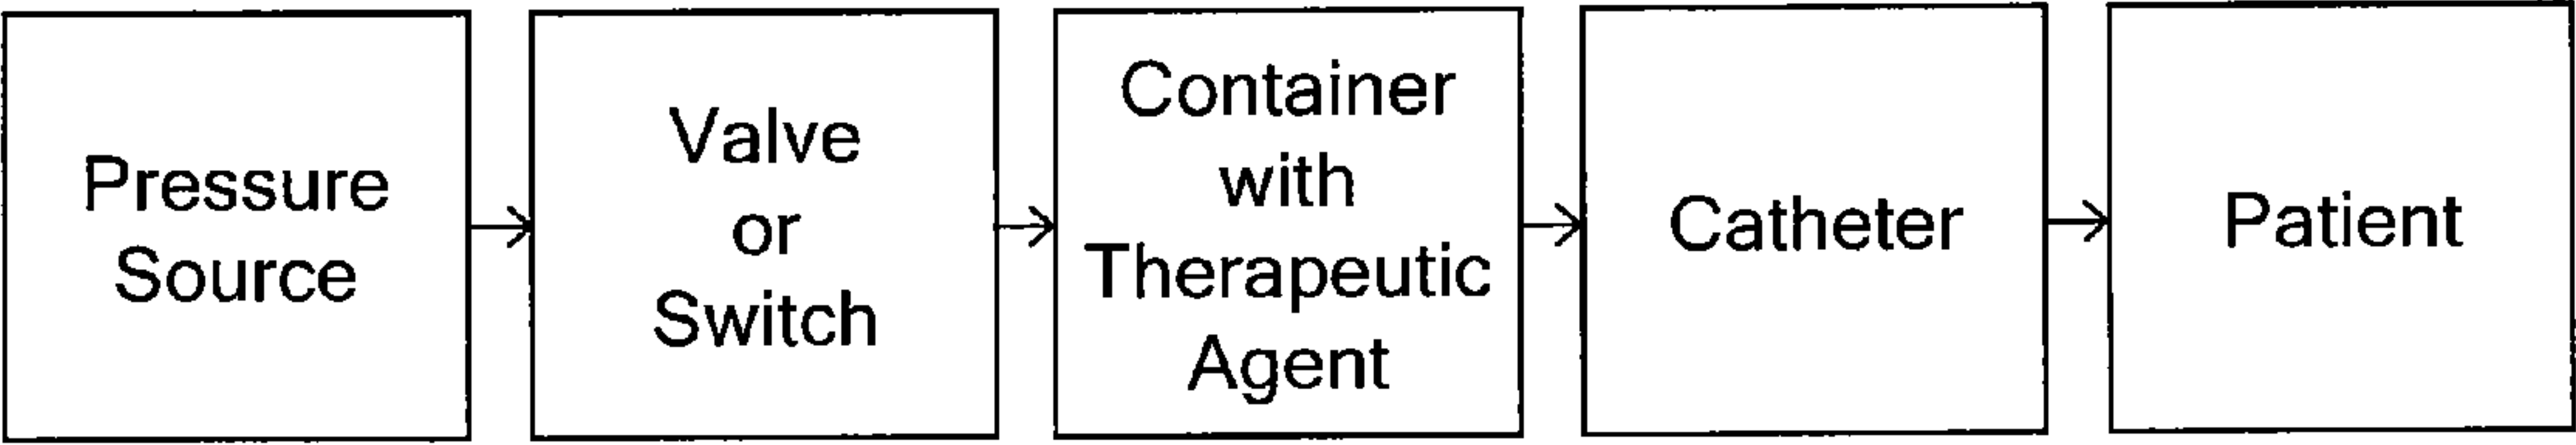 Pressure
Source
Valve
or
Switch
Container
with
Therapeutic
Agent
Catheter
Patient